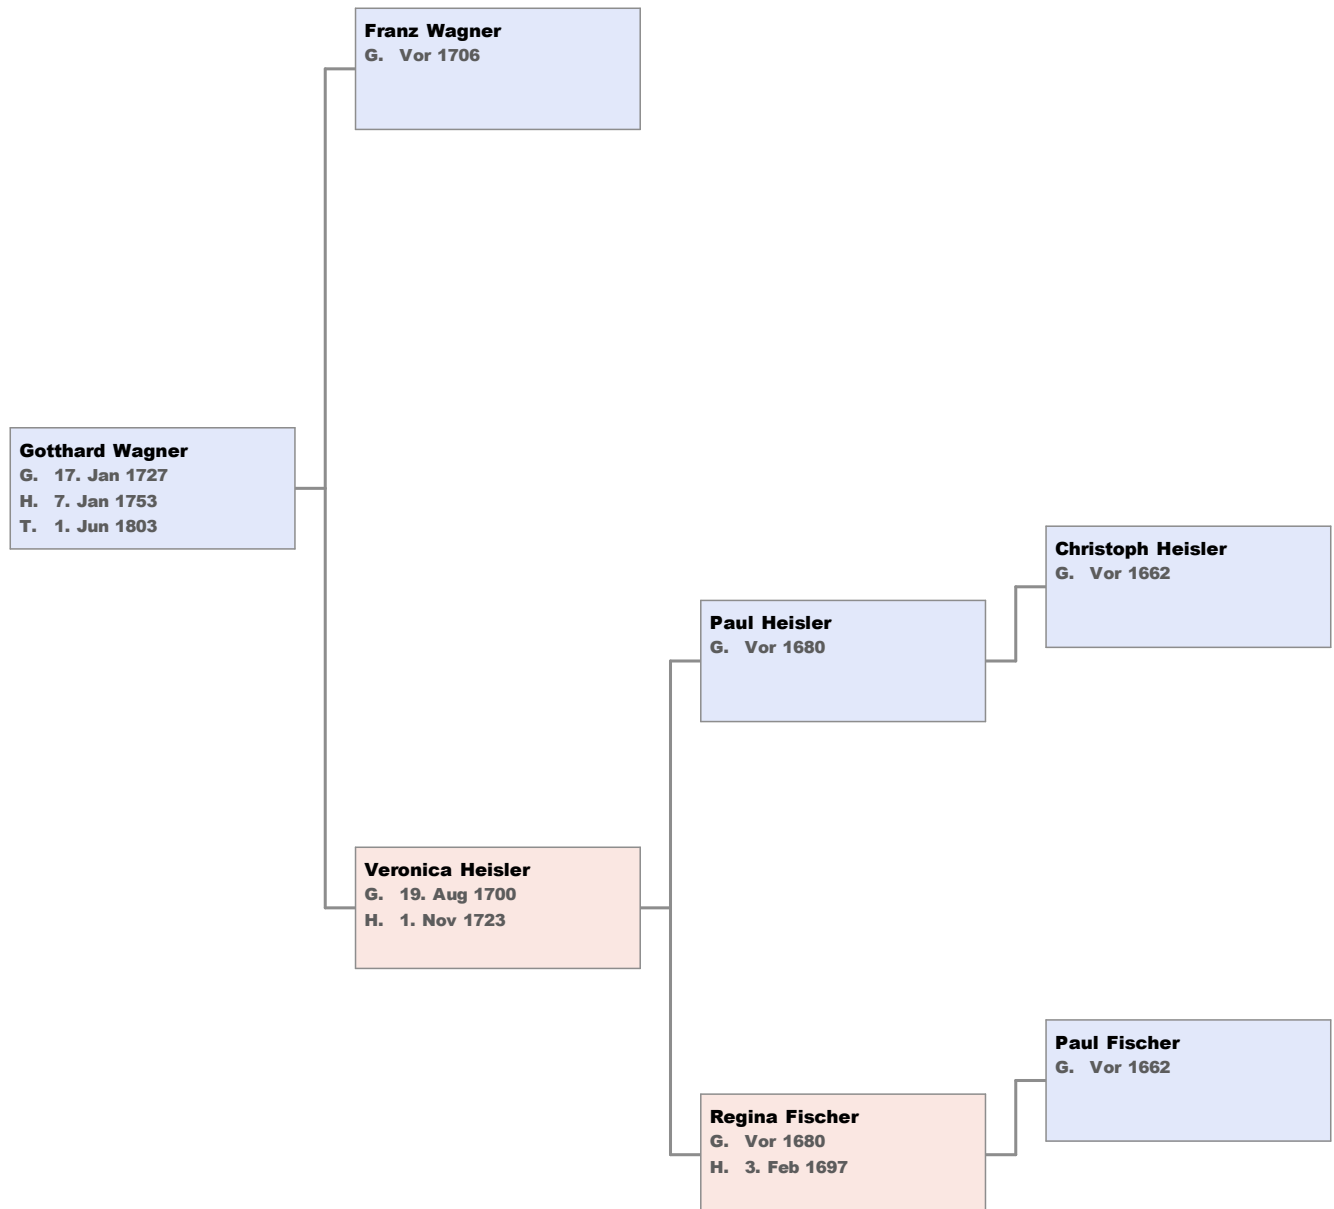 Franz Wagner
G. Vor 1706
Gotthard Wagner
G. 17. Jan 1727
H. 7. Jan 1753
T. 1. Jun 1803
Christoph Heisler
G. Vor 1662
Paul Heisler
G. Vor 1680
Veronica Heisler
G. 19. Aug 1700
H. 1. Nov 1723
Paul Fischer
G. Vor 1662
Regina Fischer
G. Vor 1680
H. 3. Feb 1697